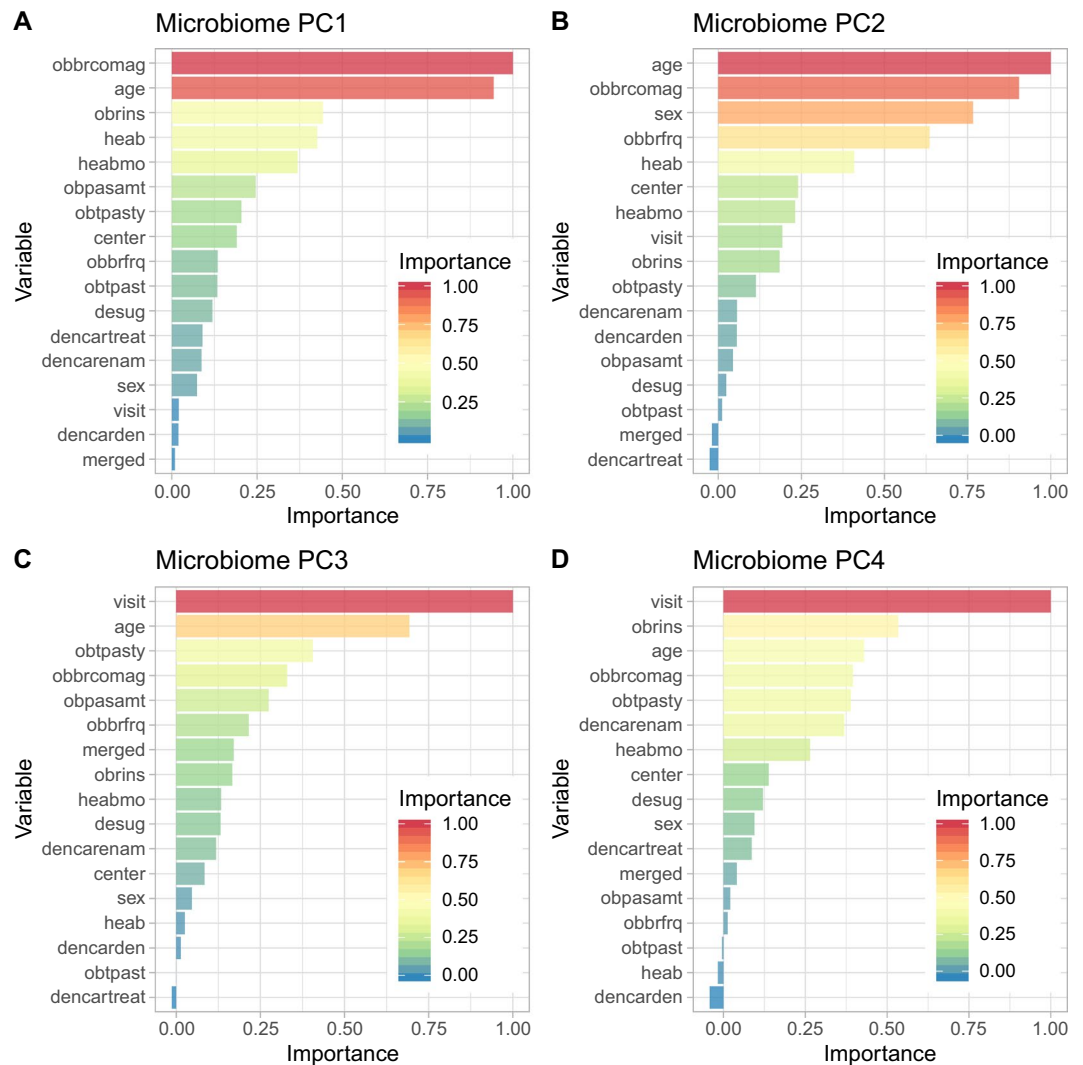 A Microbiome PC1
Variable
obbrcomag
age
obrins
heab
heabmo
obpasamt
obtpasty
center
obbrfrq
obtpast
desug
dencartreat
dencarenam
sex
visit
dencarden
merged
Importance
1.00
0.75
0.50
0.25
0.00 0.25 0.50 0.75 1.00
Importance
B Microbiome PC2
Variable
age
obbrcomag
sex
obbrfrq
heab
center
heabmo
visit
obrins
obtpasty
dencarenam
dencarden
obpasamt
desug
obtpast
merged
dencartreat
Importance
1.00
0.75
0.50
0.25
0.00
0.00 0.25 0.50 0.75 1.00
Importance
C Microbiome PC3
Variable
visit
age
obtpasty
obbrcomag
obpasamt
obbrfrq
merged
obrins
heabmo
desug
dencarenam
center
sex
heab
dencarden
obtpast
dencartreat
Importance
1.00
0.75
0.50
0.25
0.00
0.00 0.25 0.50 0.75 1.00
Importance
D Microbiome PC4
Variable
visit
obrins
age
obbrcomag
obtpasty
dencarenam
heabmo
center
desug
sex
dencartreat
merged
obpasamt
obbrfrq
obtpast
heab
dencarden
Importance
1.00
0.75
0.50
0.25
0.00
0.00 0.25 0.50 0.75 1.00
Importance